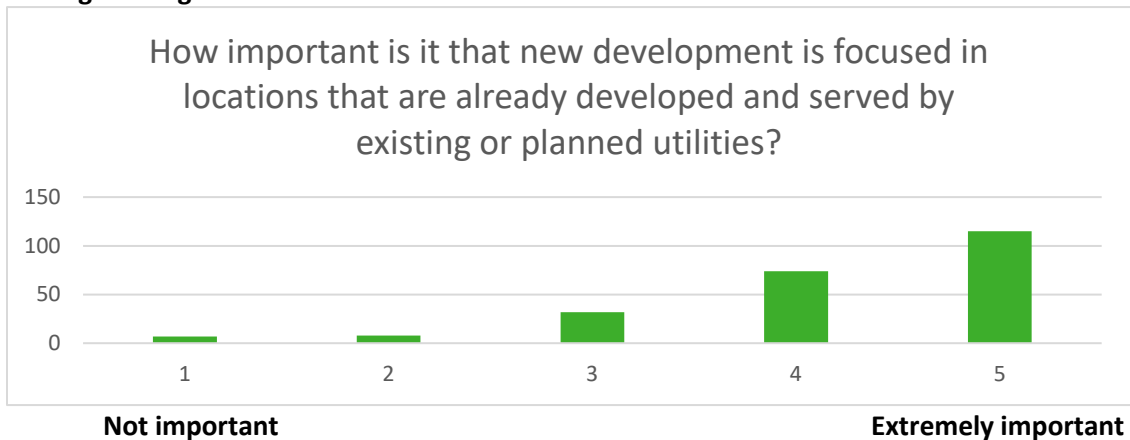 How important is it that new development is focused in
locations that are already developed and served by
existing or planned utilities?
150
100
50
0
1 2 3 4 5
Not important Extremely important